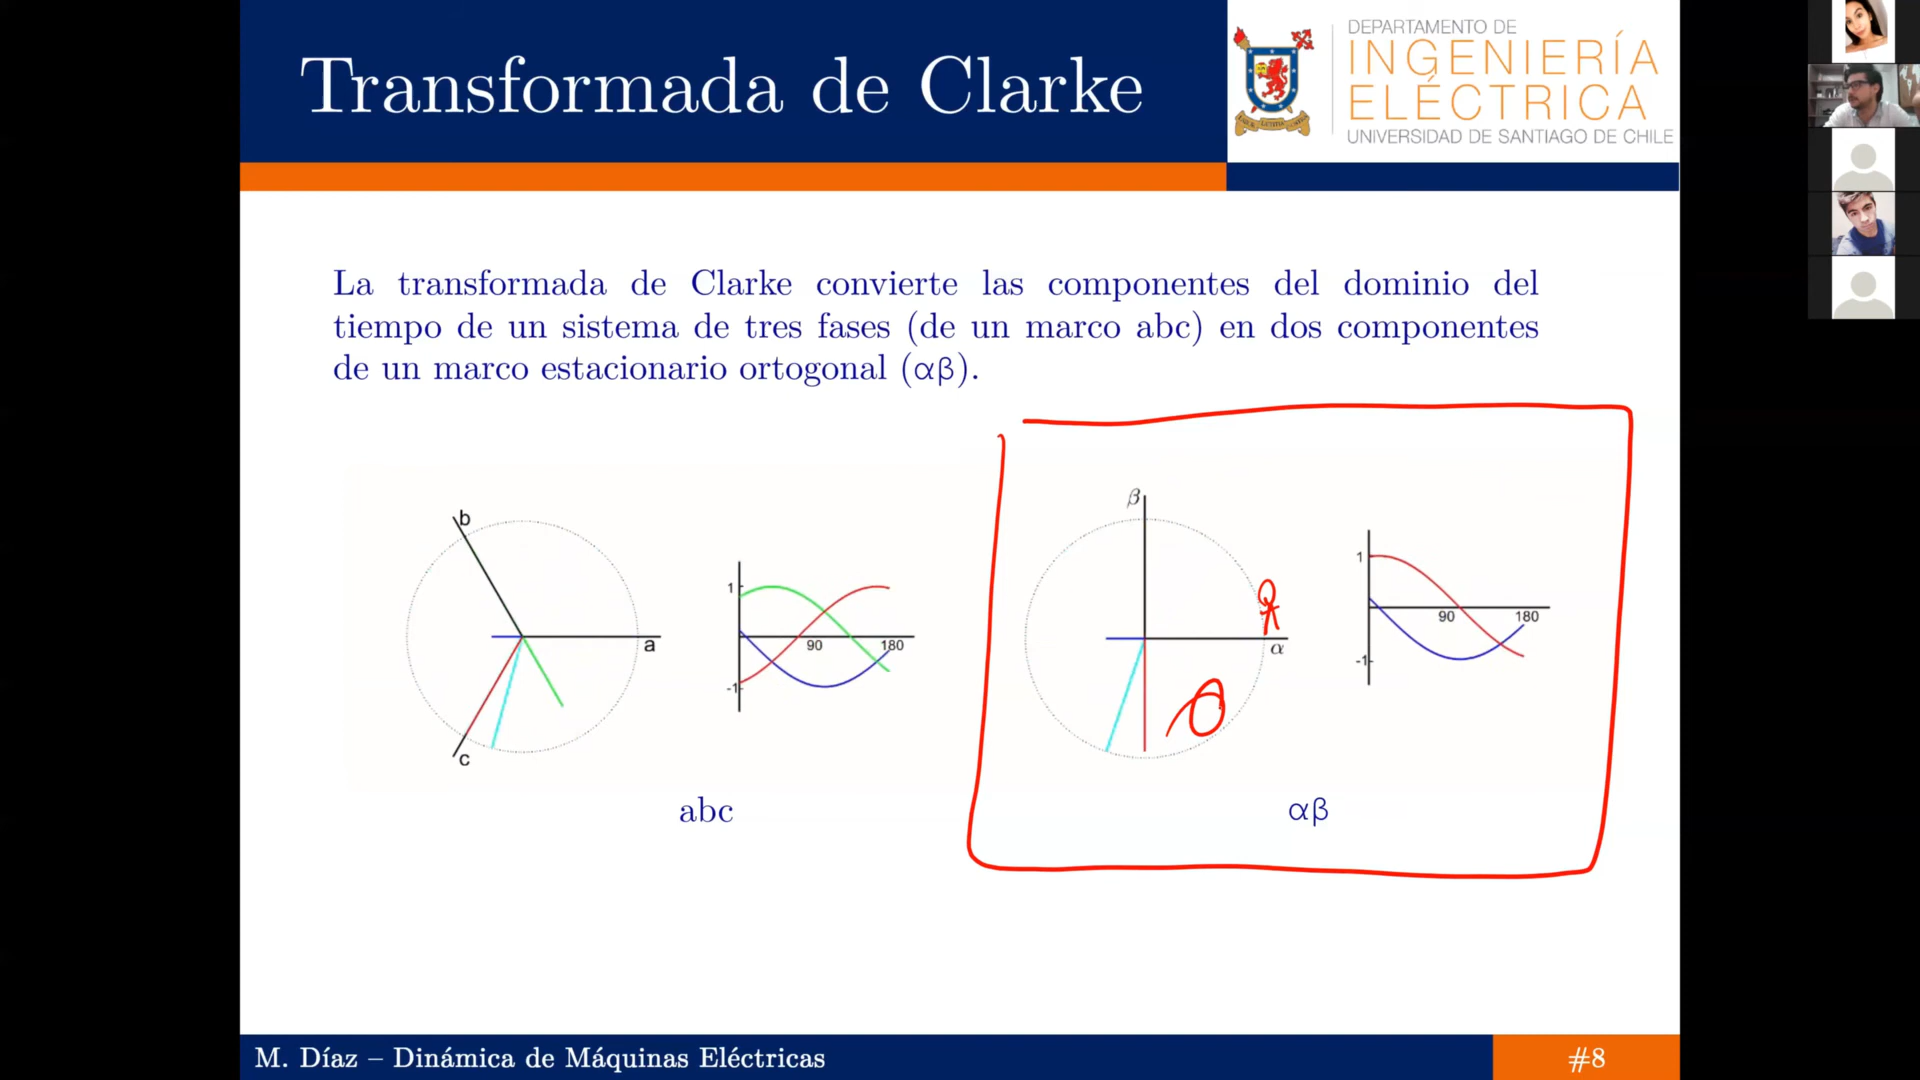 Transformada de Clarke
DEPARTAMENTO DE
INGENIERÍA
ELÉCTRICA
UNIVERSIDAD DE SANTIAGO DE CHILE
La transformada de Clarke convierte las componentes del dominio del
tiempo de un sistema de tres fases (de un marco abc) en dos componentes
de un marco estacionario ortogonal (αβ).
b
a
c
1
90
180
-1
abc
β
α
1
90
180
-1
αβ
M. Díaz – Dinámica de Máquinas Eléctricas
#8